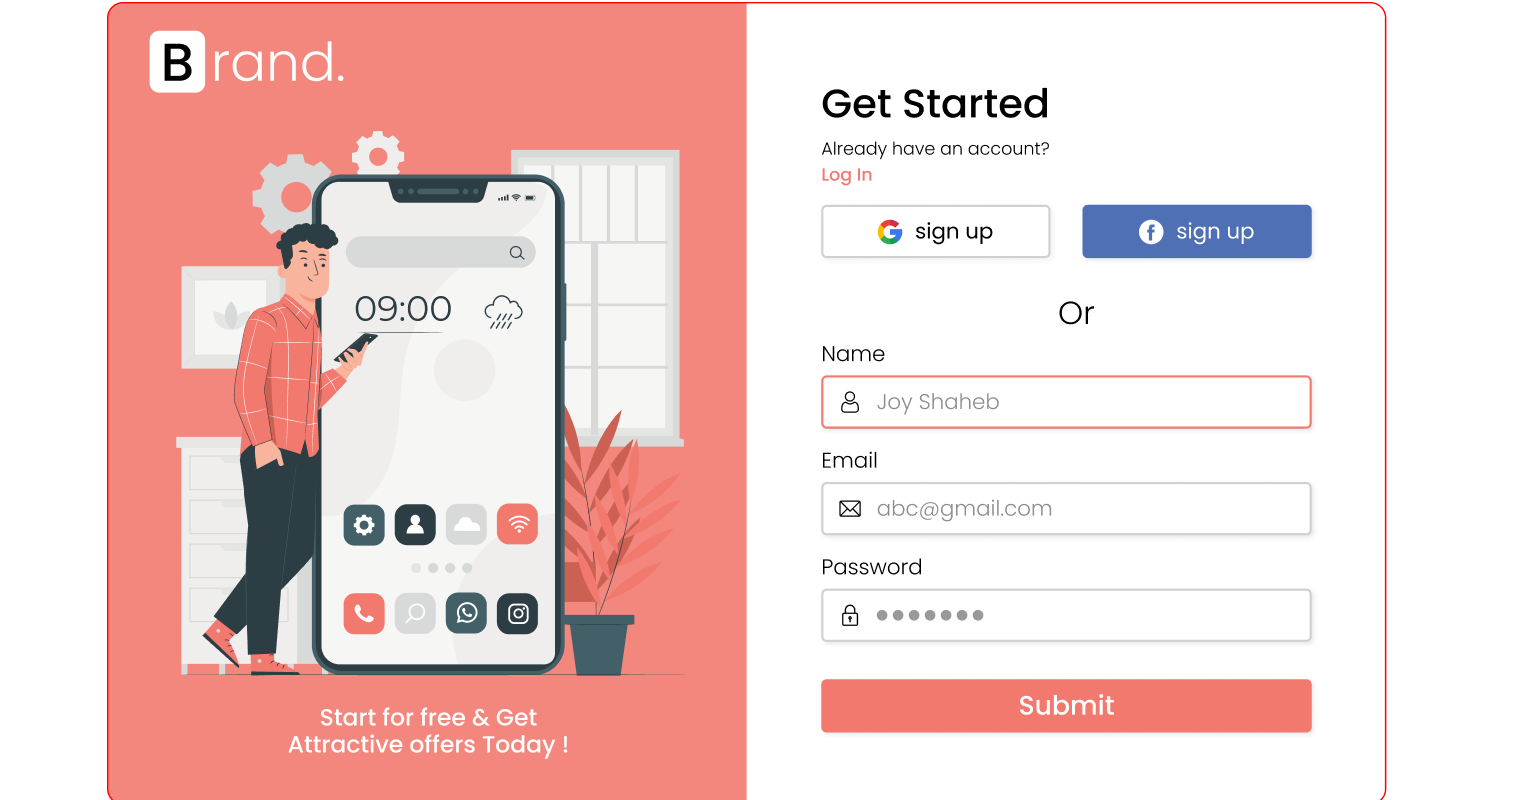 Brand.
09:00
Start for free & Get
Attractive offers Today !
Get Started
Already have an account?
Log In
sign up
sign up
Or
Name
Joy Shaheb
Email
abc@gmail.com
Password
Submit